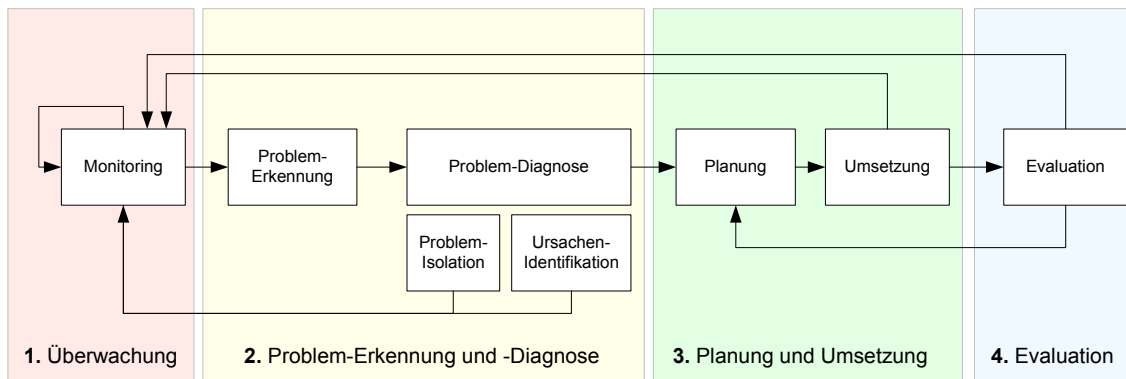 Monitoring
Problem-
Erkennung
Problem-Diagnose
Problem-
Isolation
Ursachen-
Identifikation
Planung
Umsetzung
Evaluation
1. Überwachung
2. Problem-Erkennung und -Diagnose
3. Planung und Umsetzung
4. Evaluation